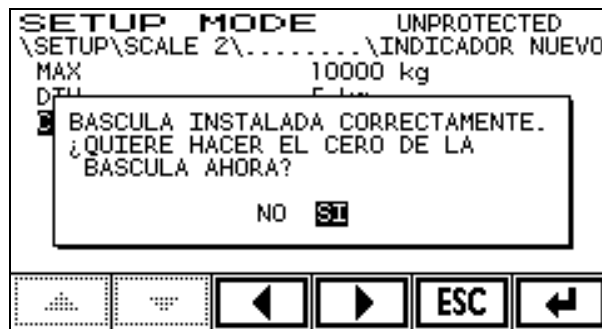 SETUP MODE UNPROTECTED
\SETUP\SCALE 2\.........\INDICADOR NUEVO
MAX 10000 kg
BASCULA INSTALADA CORRECTAMENTE.
¿QUIERE HACER EL CERO DE LA
BASCULA AHORA?
NO SI
ESC